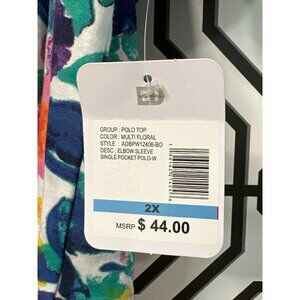 ED
GROUP : POLO TOP
COLOR : MULTI FLORAL
STYLE : ADBPW12406-BO
DESC : ELBOW SLEEVE
SINGLE POCKET POLO-W
2X
MSRP $ 44.00